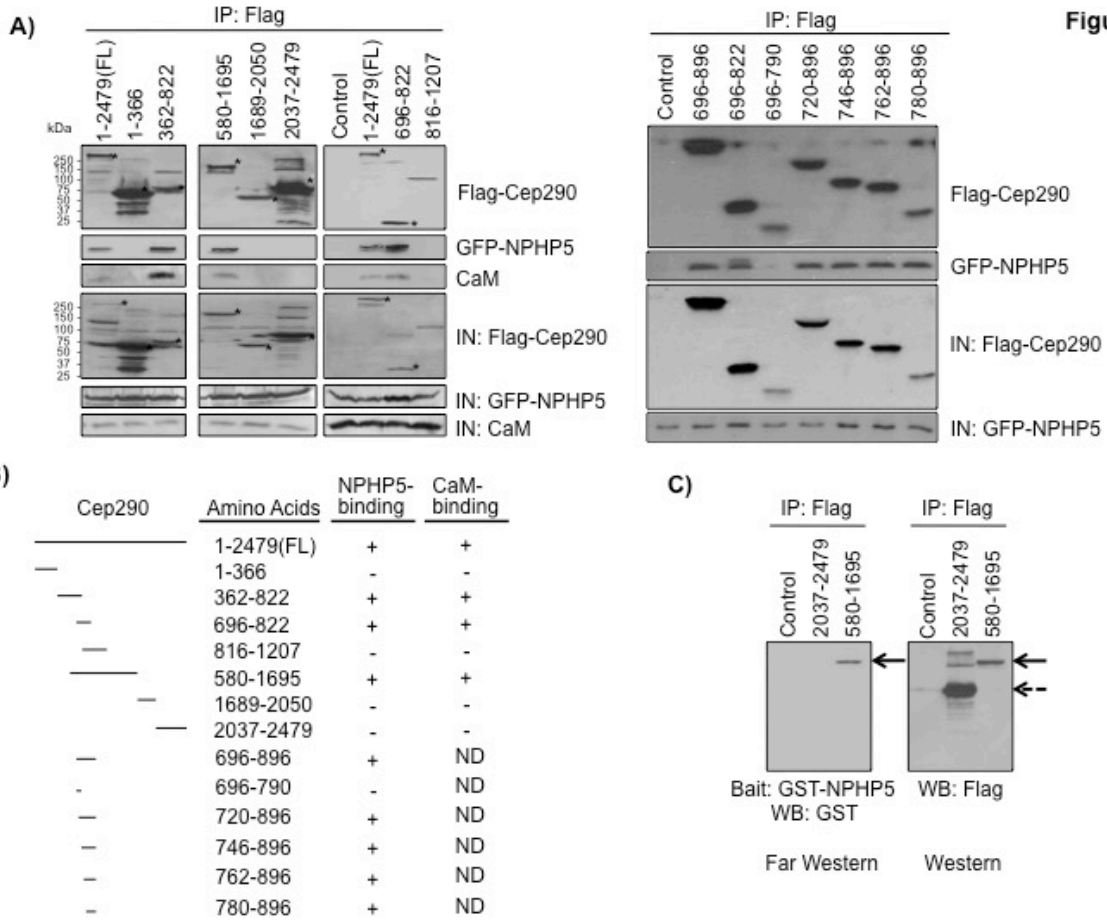 A)
IP: Flag
1-2479(FL)
1-366
362-822
580-1695
1689-2050
2037-2479
Control
1-2479(FL)
696-822
816-1207
kDa
250
150
100
75
50
37
25
Flag-Cep290
GFP-NPHP5
CaM
250
150
100
75
50
37
25
IN: Flag-Cep290
IN: GFP-NPHP5
IN: CaM
Figu
IP: Flag
Control
696-896
696-822
696-790
720-896
746-896
762-896
780-896
Flag-Cep290
GFP-NPHP5
IN: Flag-Cep290
IN: GFP-NPHP5
)
Cep290 Amino Acids NPHP5-binding CaM-binding
1-2479(FL) + +
1-366 - -
362-822 + +
696-822 + +
816-1207 - -
580-1695 + +
1689-2050 - -
2037-2479 - -
696-896 + ND
696-790 - ND
720-896 + ND
746-896 + ND
762-896 + ND
780-896 + ND
C)
IP: Flag
Control
2037-2479
580-1695
Bait: GST-NPHP5
WB: GST
Far Western
IP: Flag
Control
2037-2479
580-1695
WB: Flag
Western